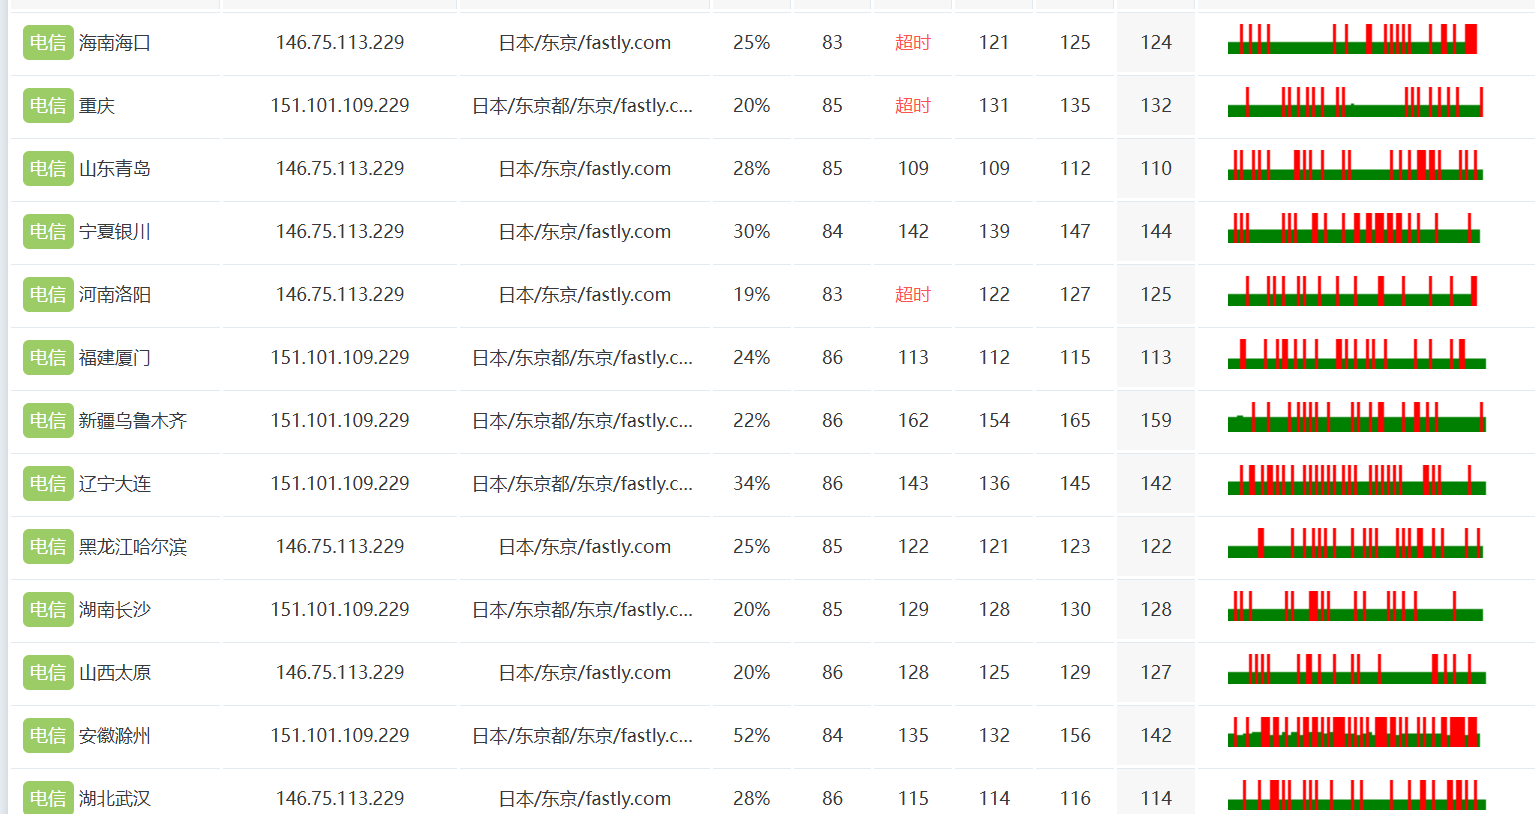 电信 海南海口 146.75.113.229 日本/东京/fastly.com 25% 83 超时 121 125 124
电信 重庆 151.101.109.229 日本/东京都/东京/fastly.c... 20% 85 超时 131 135 132
电信 山东青岛 146.75.113.229 日本/东京/fastly.com 28% 85 109 109 112 110
电信 宁夏银川 146.75.113.229 日本/东京/fastly.com 30% 84 142 139 147 144
电信 河南洛阳 146.75.113.229 日本/东京/fastly.com 19% 83 超时 122 127 125
电信 福建厦门 151.101.109.229 日本/东京都/东京/fastly.c... 24% 86 113 112 115 113
电信 新疆乌鲁木齐 151.101.109.229 日本/东京都/东京/fastly.c... 22% 86 162 154 165 159
电信 辽宁大连 151.101.109.229 日本/东京都/东京/fastly.c... 34% 86 143 136 145 142
电信 黑龙江哈尔滨 146.75.113.229 日本/东京/fastly.com 25% 85 122 121 123 122
电信 湖南长沙 151.101.109.229 日本/东京都/东京/fastly.c... 20% 85 129 128 130 128
电信 山西太原 146.75.113.229 日本/东京/fastly.com 20% 86 128 125 129 127
电信 安徽滁州 151.101.109.229 日本/东京都/东京/fastly.c... 52% 84 135 132 156 142
电信 湖北武汉 146.75.113.229 日本/东京/fastly.com 28% 86 115 114 116 114